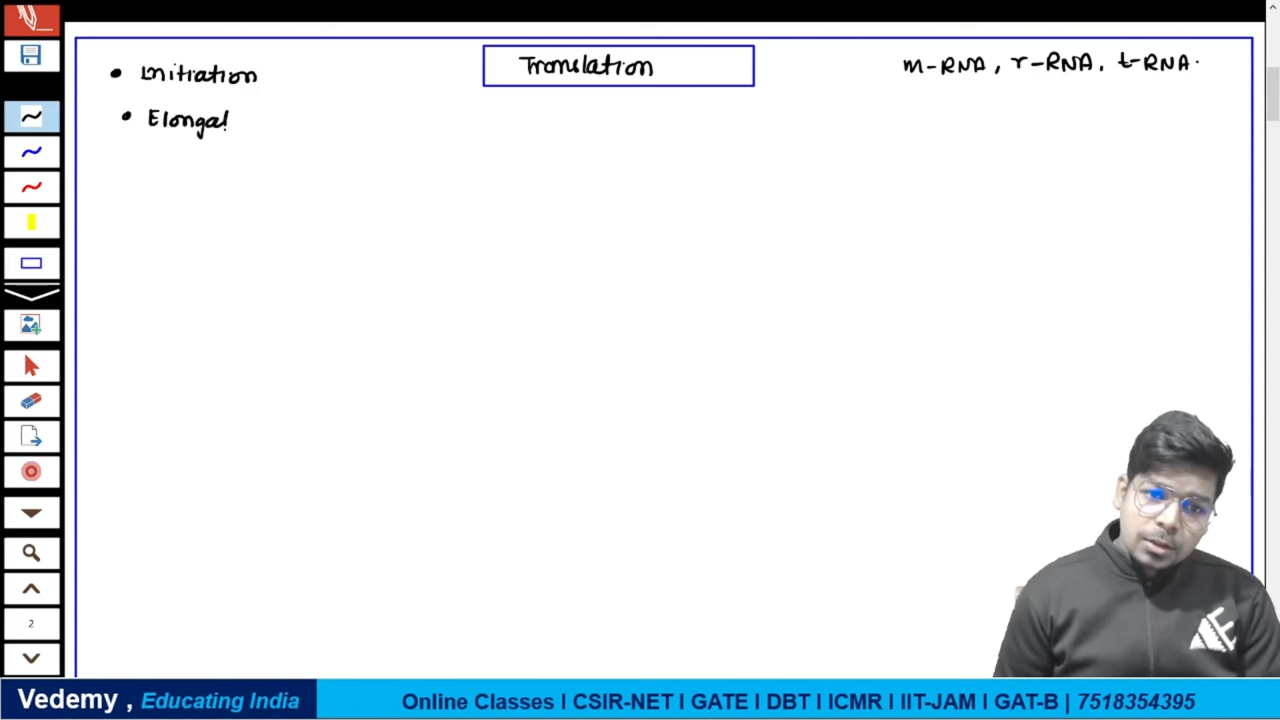 Translation
m-RNA, r-RNA, t-RNA.
• Initiation
• Elongat
2
Vedemy , Educating India
Online Classes I CSIR-NET I GATE I DBT I ICMR I IIT-JAM I GAT-B | 7518354395